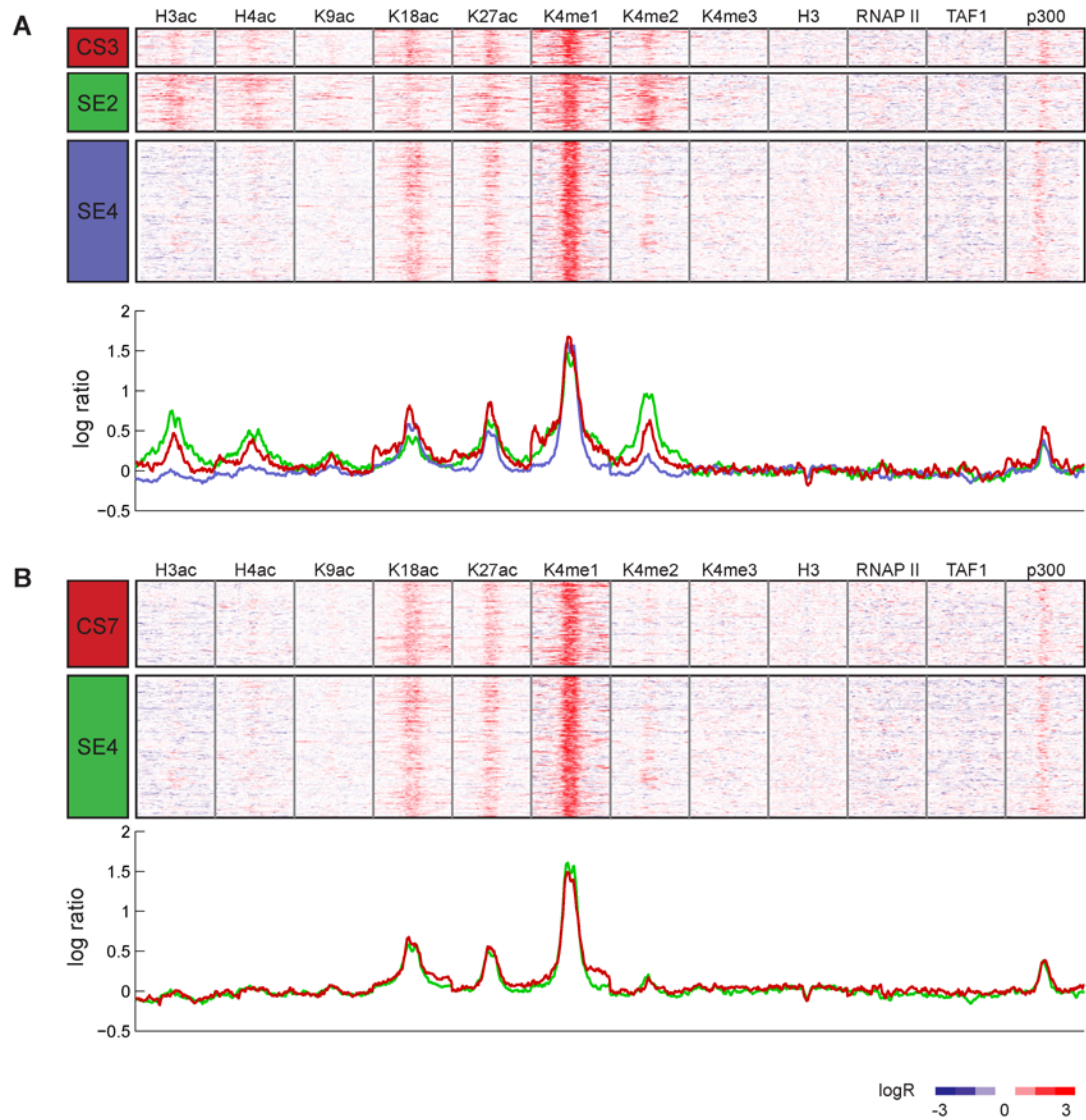 A
H3ac H4ac K9ac K18ac K27ac K4me1 K4me2 K4me3 H3 RNAP II TAF1 p300
CS3
SE2
SE4
2
1.5
1
0.5
0
−0.5
log ratio
B
H3ac H4ac K9ac K18ac K27ac K4me1 K4me2 K4me3 H3 RNAP II TAF1 p300
CS7
SE4
2
1.5
1
0.5
0
−0.5
log ratio
logR
-3 0 3